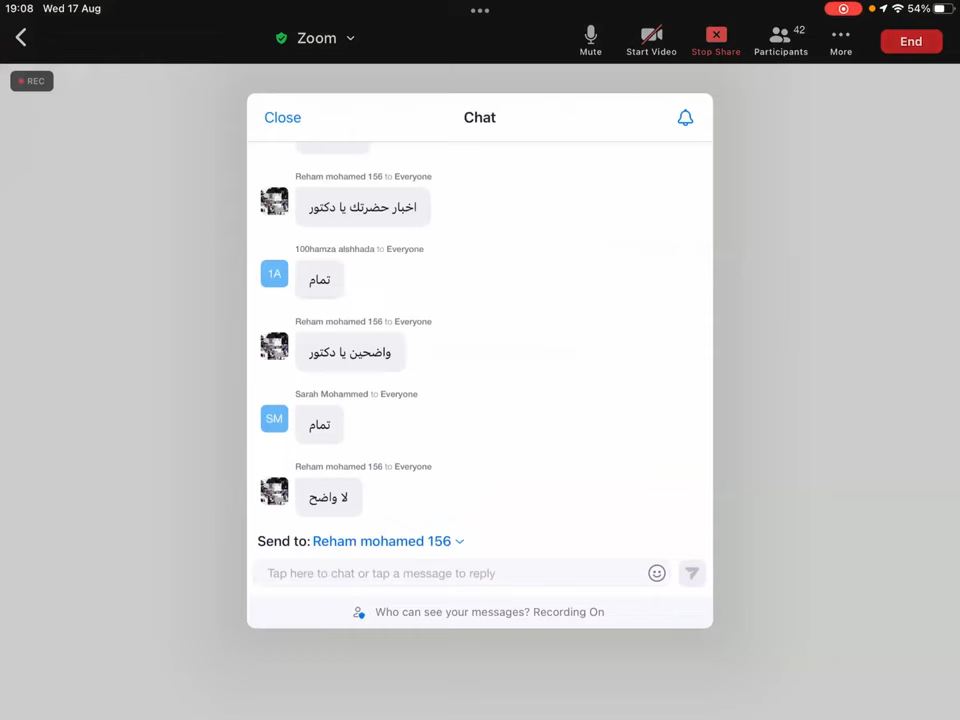 19:08 Wed 17 Aug
54%
Zoom
Mute
Start Video
Stop Share
42
Participants
More
End
REC
Close
Chat
Reham mohamed 156 to Everyone
اخبار حضرتك يا دكتور
100hamza alshhada to Everyone
1A
تمام
Reham mohamed 156 to Everyone
واضحين يا دكتور
Sarah Mohammed to Everyone
SM
تمام
Reham mohamed 156 to Everyone
لا واضح
Send to: Reham mohamed 156
Tap here to chat or tap a message to reply
Who can see your messages? Recording On